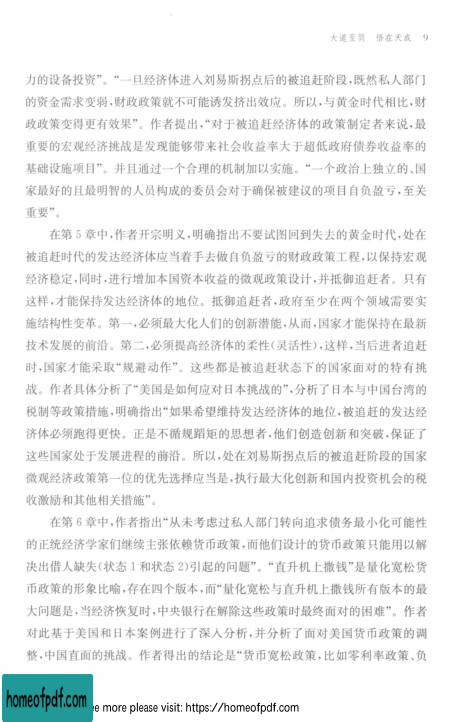 大道至简　悟在天成　9
力的设备投资”。“一旦经济体进入刘易斯拐点后的被追赶阶段,既然私人部门
的资金需求变弱,财政政策就不可能诱发挤出效应。所以,与黄金时代相比,财
政政策变得更有效果”。作者提出,“对于被追赶经济体的政策制定者来说,最
重要的宏观经济挑战是发现能够带来社会收益率大于超低政府债券收益率的
基础设施项目”。并且通过一个合理的机制加以实施。“一个政治上独立的、国
家最好的且最明智的人员构成的委员会对于确保被建议的项目自负盈亏,至关
重要”。
在第5章中,作者开宗明义,明确指出不要试图回到失去的黄金时代,处在
被追赶时代的发达经济体应当着手去做自负盈亏的财政政策工程,以保持宏观
经济稳定,同时,进行增加本国资本收益的微观政策设计,并抵御追赶者。只有
这样,才能保持发达经济体的地位。抵御追赶者,政府至少在两个领域需要实
施结构性变革。第一,必须最大化人们的创新潜能,从而,国家才能保持在最新
技术发展的前沿。第二,必须提高经济体的柔性(灵活性),这样,当后进者追赶
时,国家才能采取“规避动作”。这些都是被追赶状态下的国家面对的特有挑
战。作者具体分析了“美国是如何应对日本挑战的”,分析了日本与中国台湾的
税制等政策措施,明确指出“如果希望维持发达经济体的地位,被追赶的发达经
济体必须跑得更快。正是不循规蹈矩的思想者,他们创造创新和突破,保证了
这些国家处于发展进程的前沿。所以,处在刘易斯拐点后的被追赶阶段的国家
微观经济政策第一位的优先选择应当是,执行最大化创新和国内投资机会的税
收激励和其他相关措施”。
在第6章中,作者指出“从未考虑过私人部门转向追求债务最小化可能性
的正统经济学家们继续主张依赖货币政策,而他们设计的货币政策只能用以解
决出借人缺失(状态1和状态2)引起的问题”。“直升机上撒钱”是量化宽松货
币政策的形象比喻,存在四个版本,而“量化宽松与直升机上撒钱所有版本的最
大问题是,当经济恢复时,中央银行在解除这些政策时最终面对的困难”。作者
对此基于美国和日本案例进行了深入分析,并分析了面对美国货币政策的调
整,中国直面的挑战。作者得出的结论是“货币宽松政策,比如零利率政策、负
homeofpdf.com
e more please visit: https://homeofpdf.com